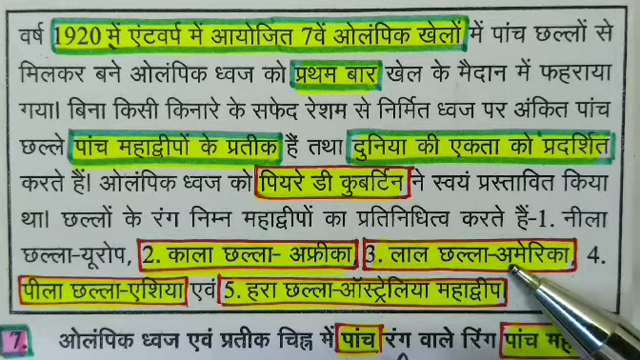 वर्ष 1920 में एंटवर्प में आयोजित 7वें ओलंपिक खेलों में पांच छल्लों से
मिलकर बने ओलंपिक ध्वज को प्रथम बार खेल के मैदान में फहराया
गया। बिना किसी किनारे के सफेद रेशम से निर्मित ध्वज पर अंकित पांच
छल्ले पांच महाद्वीपों के प्रतीक हैं तथा दुनिया की एकता को प्रदर्शित
करते हैं। ओलंपिक ध्वज को पियरे डी कुबर्टिन ने स्वयं प्रस्तावित किया
था। छल्लों के रंग निम्न महाद्वीपों का प्रतिनिधित्व करते हैं-1. नीला
छल्ला-यूरोप, 2. काला छल्ला- अफ्रीका, 3. लाल छल्ला-अमेरिका, 4.
पीला छल्ला-एशिया एवं 5. हरा छल्ला-ऑस्ट्रेलिया महाद्वीप
7. ओलंपिक ध्वज एवं प्रतीक चिह्न में पांच रंग वाले रिंग पांच